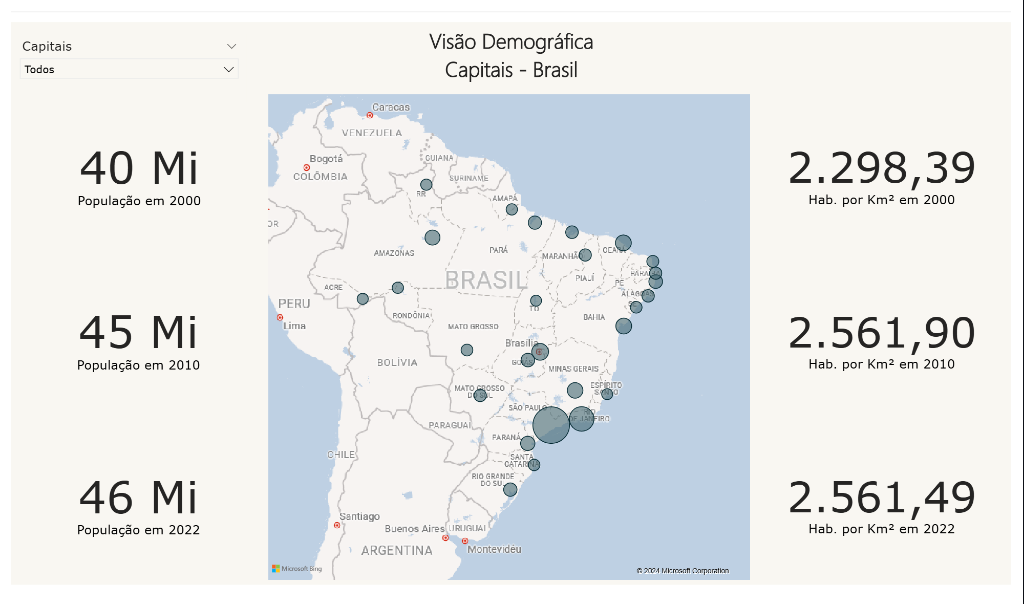 Capitais
Todos
Visão Demográfica
Capitais - Brasil
40 Mi
População em 2000
45 Mi
População em 2010
46 Mi
População em 2022
Caracas
VENEZUELA
Bogotá
COLÔMBIA
GUIANA
SURINAME
RR
AMAPÁ
AMAZONAS
PARÁ
MARANHÃO
CEARÁ
PIAUÍ
PE
ALAGOAS
BRASIL
ACRE
RONDÔNIA
TO
PERU
Lima
MATO GROSSO
BAHIA
Brasília
GOIÁS
BOLÍVIA
MINAS GERAIS
MATO GROSSO
DO SUL
ESPÍRITO
SANTO
SÃO PAULO
RIO
DE JANEIRO
PARAGUAI
PARANÁ
CHILE
SANTA
CATARINA
RIO GRANDE
DO SUL
Santiago
Buenos Aires
URUGUAI
ARGENTINA
Montevidéu
Microsoft Bing
© 2024 Microsoft Corporation
2.298,39
Hab. por Km² em 2000
2.561,90
Hab. por Km² em 2010
2.561,49
Hab. por Km² em 2022